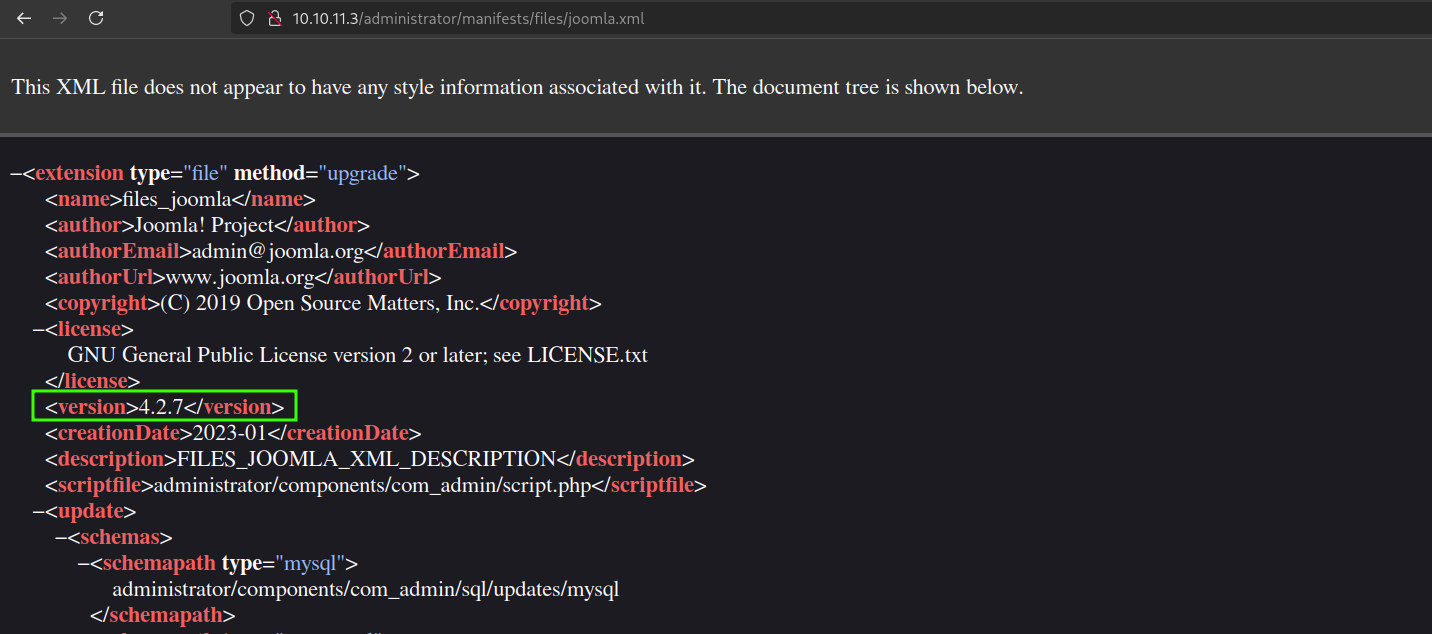 10.10.11.3/administrator/manifests/files/joomla.xml
This XML file does not appear to have any style information associated with it. The document tree is shown below.
–<extension type="file" method="upgrade">
<name>files_joomla</name>
<author>Joomla! Project</author>
<authorEmail>admin@joomla.org</authorEmail>
<authorUrl>www.joomla.org</authorUrl>
<copyright>(C) 2019 Open Source Matters, Inc.</copyright>
–<license>
GNU General Public License version 2 or later; see LICENSE.txt
</license>
<version>4.2.7</version>
<creationDate>2023-01</creationDate>
<description>FILES_JOOMLA_XML_DESCRIPTION</description>
<scriptfile>administrator/components/com_admin/script.php</scriptfile>
–<update>
–<schemas>
–<schemapath type="mysql">
administrator/components/com_admin/sql/updates/mysql
</schemapath>